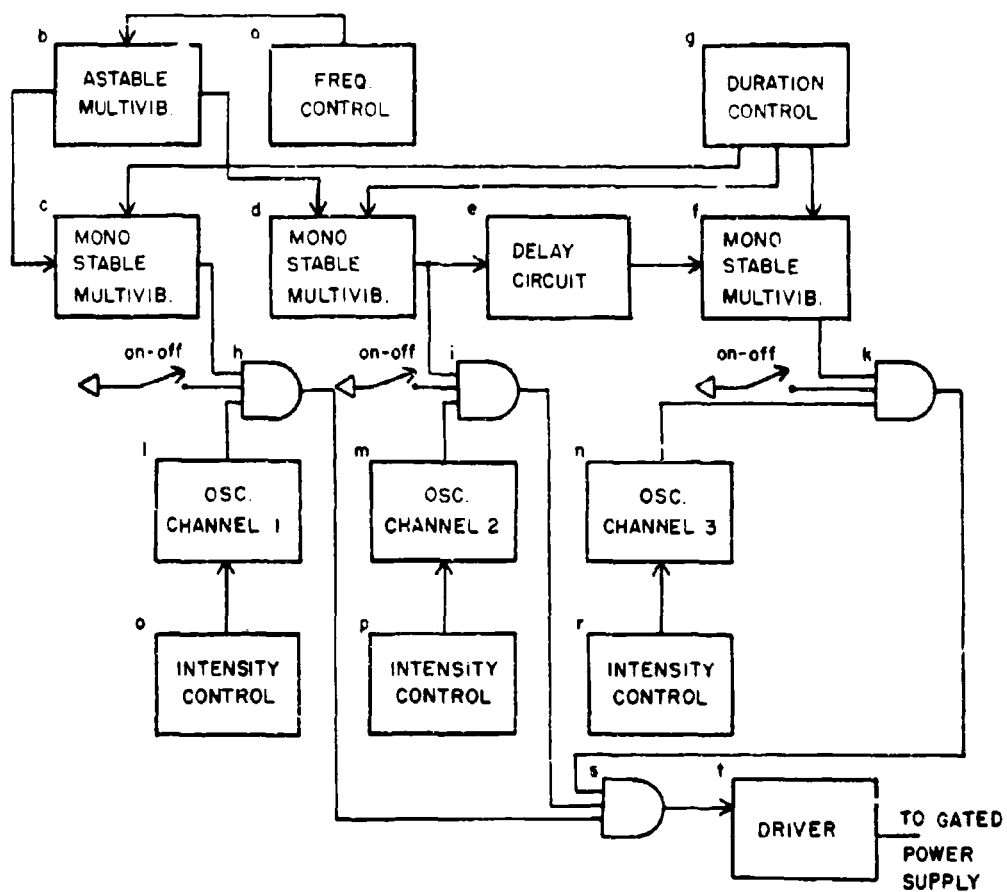 b
a
g
ASTABLE
MULTIVIB.
FREQ.
CONTROL
DURATION
CONTROL
c
d
e
f
MONO
STABLE
MULTIVIB.
MONO
STABLE
MULTIVIB.
DELAY
CIRCUIT
MONO
STABLE
MULTIVIB.
on-off
h
on-off
i
on-off
k
l
m
n
OSC.
CHANNEL 1
OSC.
CHANNEL 2
OSC.
CHANNEL 3
o
p
r
INTENSITY
CONTROL
INTENSITY
CONTROL
INTENSITY
CONTROL
s
t
DRIVER
TO GATED
POWER
SUPPLY